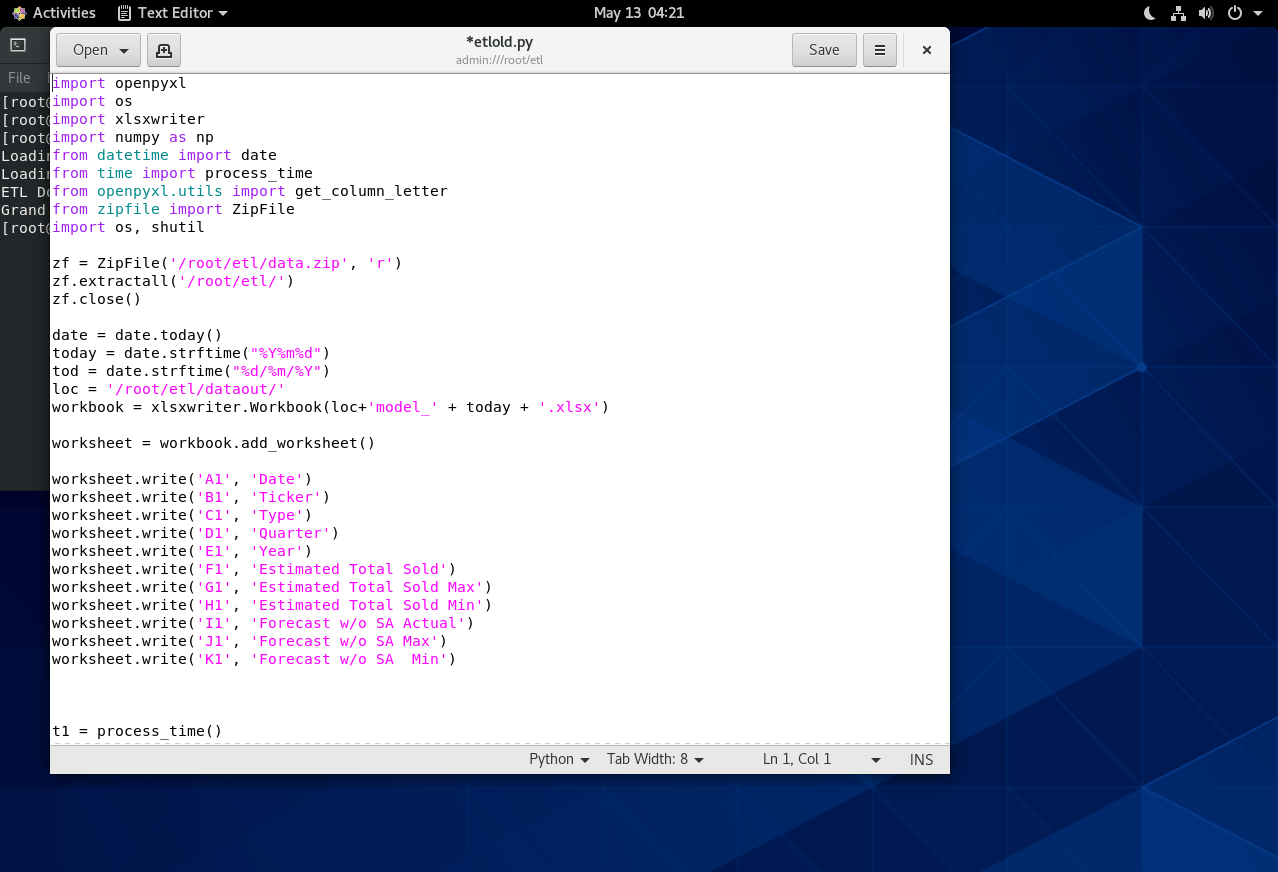 Activities Text Editor May 13 04:21
Open *etlold.py Save
admin:///root/etl
File
[root@
[root@
[root@
Loadin
Loadin
ETL Do
Grand
[root@
import openpyxl
import os
import xlsxwriter
import numpy as np
from datetime import date
from time import process_time
from openpyxl.utils import get_column_letter
from zipfile import ZipFile
import os, shutil
zf = ZipFile('/root/etl/data.zip', 'r')
zf.extractall('/root/etl/')
zf.close()
date = date.today()
today = date.strftime("%Y%m%d")
tod = date.strftime("%d/%m/%Y")
loc = '/root/etl/dataout/'
workbook = xlsxwriter.Workbook(loc+'model_' + today + '.xlsx')
worksheet = workbook.add_worksheet()
worksheet.write('A1', 'Date')
worksheet.write('B1', 'Ticker')
worksheet.write('C1', 'Type')
worksheet.write('D1', 'Quarter')
worksheet.write('E1', 'Year')
worksheet.write('F1', 'Estimated Total Sold')
worksheet.write('G1', 'Estimated Total Sold Max')
worksheet.write('H1', 'Estimated Total Sold Min')
worksheet.write('I1', 'Forecast w/o SA Actual')
worksheet.write('J1', 'Forecast w/o SA Max')
worksheet.write('K1', 'Forecast w/o SA  Min')
t1 = process_time()
Python Tab Width: 8 Ln 1, Col 1 INS